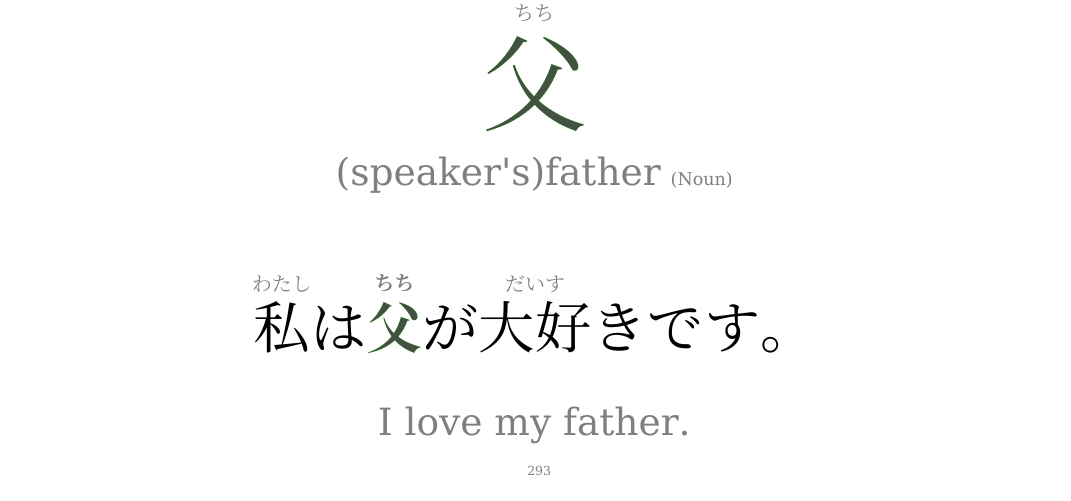 ちち
父
(speaker's)father (Noun)
わたし ちち だいす
私は父が大好きです。
I love my father.
293